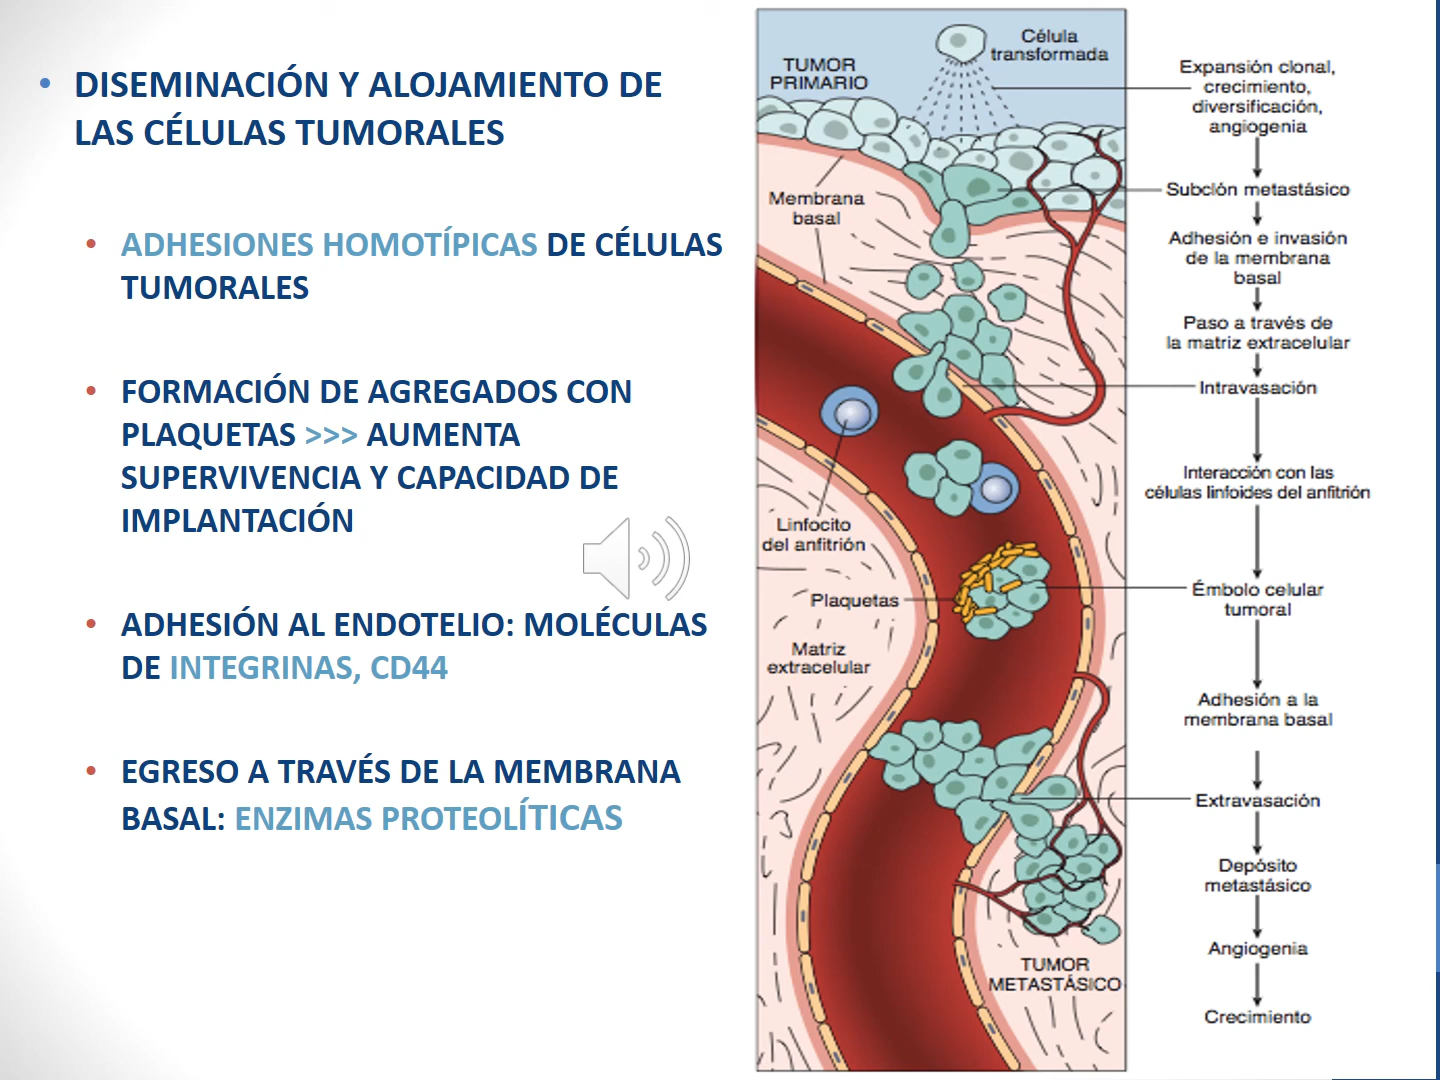 • DISEMINACIÓN Y ALOJAMIENTO DE
LAS CÉLULAS TUMORALES
• ADHESIONES HOMOTÍPICAS DE CÉLULAS
TUMORALES
• FORMACIÓN DE AGREGADOS CON
PLAQUETAS >>> AUMENTA
SUPERVIVENCIA Y CAPACIDAD DE
IMPLANTACIÓN
• ADHESIÓN AL ENDOTELIO: MOLÉCULAS
DE INTEGRINAS, CD44
• EGRESO A TRAVÉS DE LA MEMBRANA
BASAL: ENZIMAS PROTEOLÍTICAS
Célula
transformada
TUMOR
PRIMARIO
Membrana
basal
Linfocito
del anfitrión
Plaquetas
Matriz
extracelular
TUMOR
METASTÁSICO
Expansión clonal,
crecimiento,
diversificación,
angiogenia
Subclón metastásico
Adhesión e invasión
de la membrana
basal
Paso a través de
la matriz extracelular
Intravasación
Interacción con las
células linfoides del anfitrión
Émbolo celular
tumoral
Adhesión a la
membrana basal
Extravasación
Depósito
metastásico
Angiogenia
Crecimiento